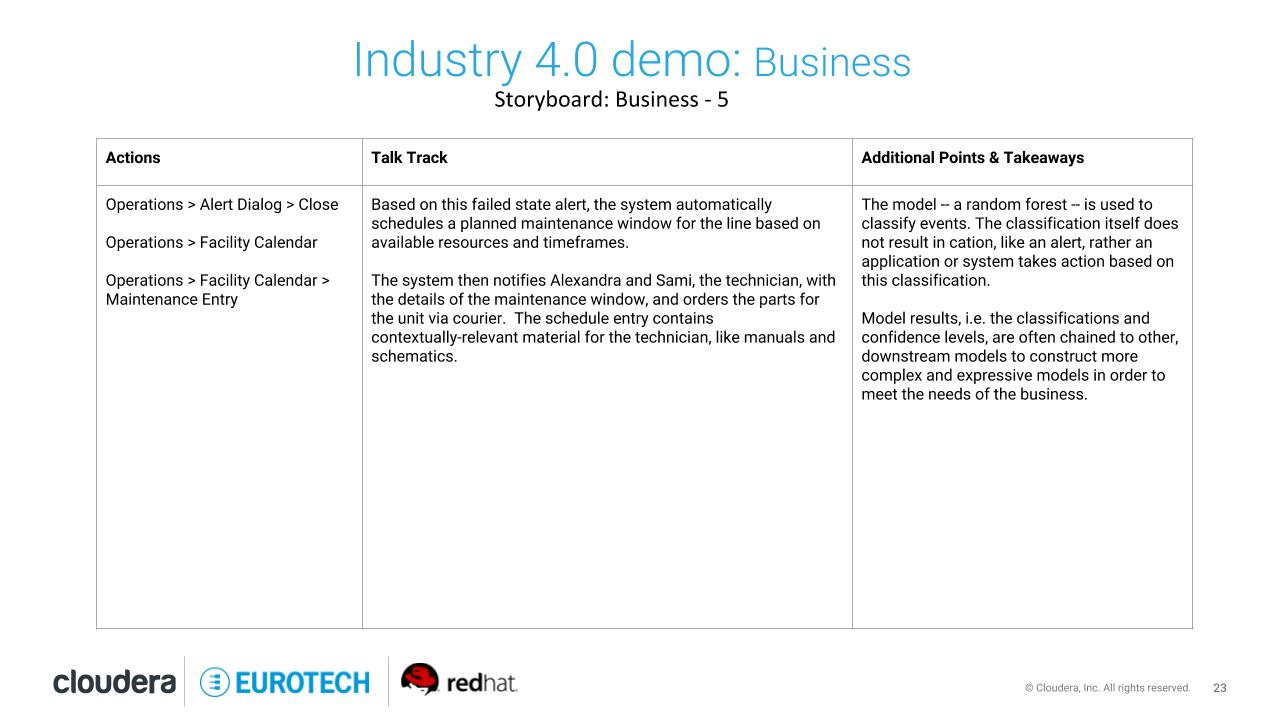 Industry 4.0 demo: Business
Storyboard: Business - 5
Actions
Talk Track
Additional Points & Takeaways
Operations > Alert Dialog > Close
Operations > Facility Calendar
Operations > Facility Calendar >
Maintenance Entry
Based on this failed state alert, the system automatically
schedules a planned maintenance window for the line based on
available resources and timeframes.
The system then notifies Alexandra and Sami, the technician, with
the details of the maintenance window, and orders the parts for
the unit via courier.  The schedule entry contains
contextually-relevant material for the technician, like manuals and
schematics.
The model -- a random forest -- is used to
classify events. The classification itself does
not result in cation, like an alert, rather an
application or system takes action based on
this classification.
Model results, i.e. the classifications and
confidence levels, are often chained to other,
downstream models to construct more
complex and expressive models in order to
meet the needs of the business.
cloudera
EUROTECH
redhat.
© Cloudera, Inc. All rights reserved.
23